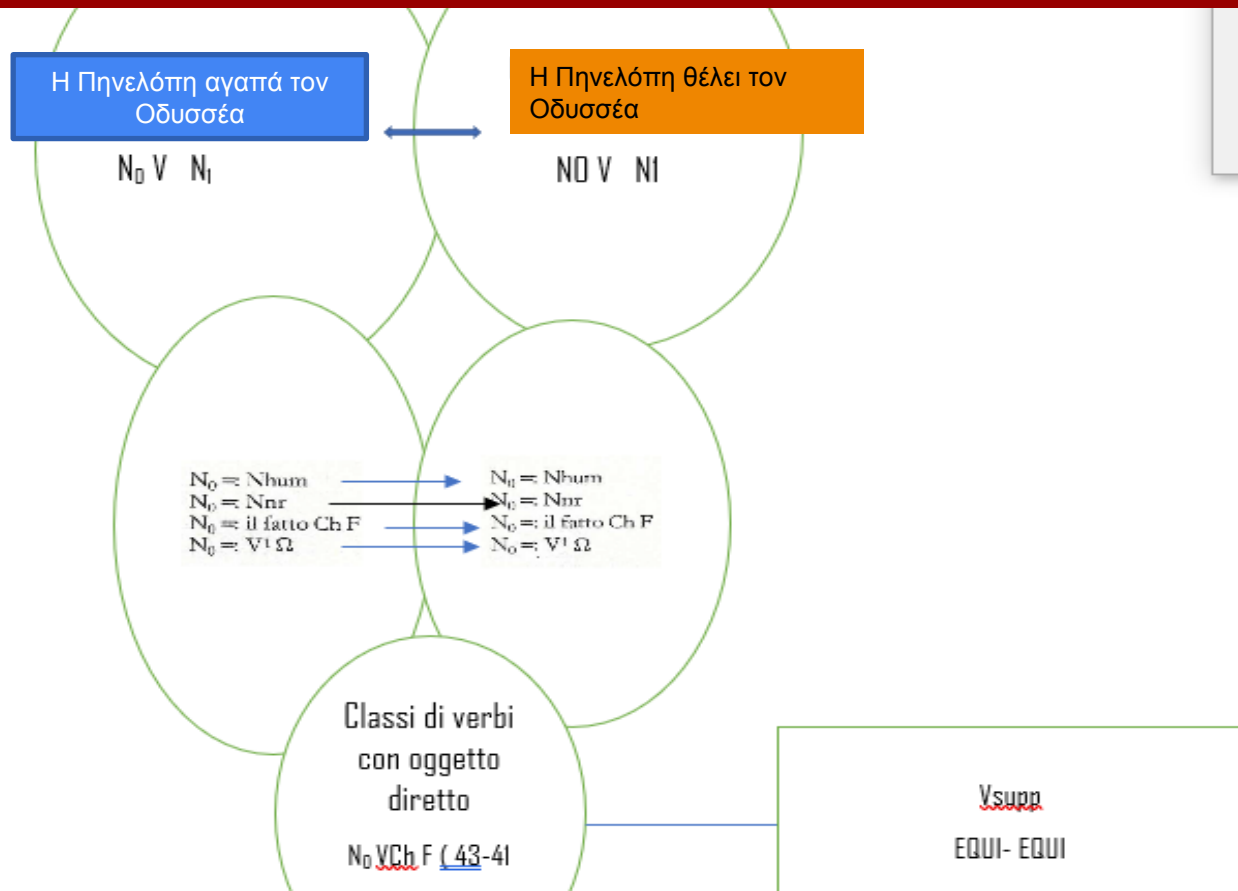 Η Πηνελόπη αγαπά τον
Οδυσσέα
Η Πηνελόπη θέλει τον
Οδυσσέα
N₀ V N₁
N0 V N1
N₀ =: Nhum
N₀ =: Nnr
N₀ =: il fatto Ch F
N₀ =: V¹ Ω
N₀ =: Nhum
N₀ =: Nnr
N₀ =: il fatto Ch F
N₀ =: V¹ Ω
Classi di verbi
con oggetto
diretto
N₀ VCh F ( 43-41
Vsupp
EQUI- EQUI